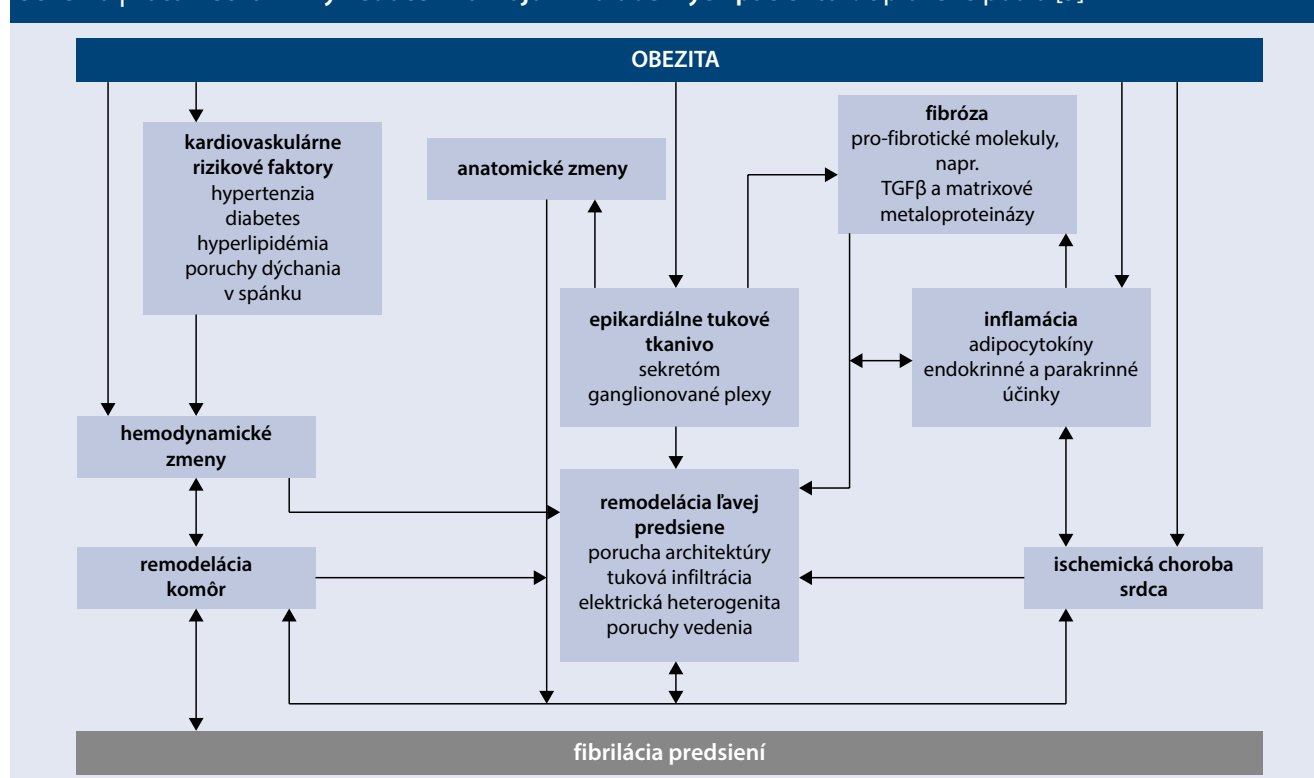 OBEZITA
kardiovaskulárne
rizikové faktory
hypertenzia
diabetes
hyperlipidémia
poruchy dýchania
v spánku
anatomické zmeny
fibróza
pro-fibrotické molekuly,
napr.
TGFβ a matrixové
metaloproteinázy
epikardiálne tukové
tkanivo
sekretóm
ganglionované plexy
inflamácia
adipocytokíny
endokrinné a parakrinné
účinky
hemodynamické
zmeny
remodelácia ľavej
predsiene
porucha architektúry
tuková infiltrácia
elektrická heterogenita
poruchy vedenia
remodelácia
komôr
ischemická choroba
srdca
fibrilácia predsiení